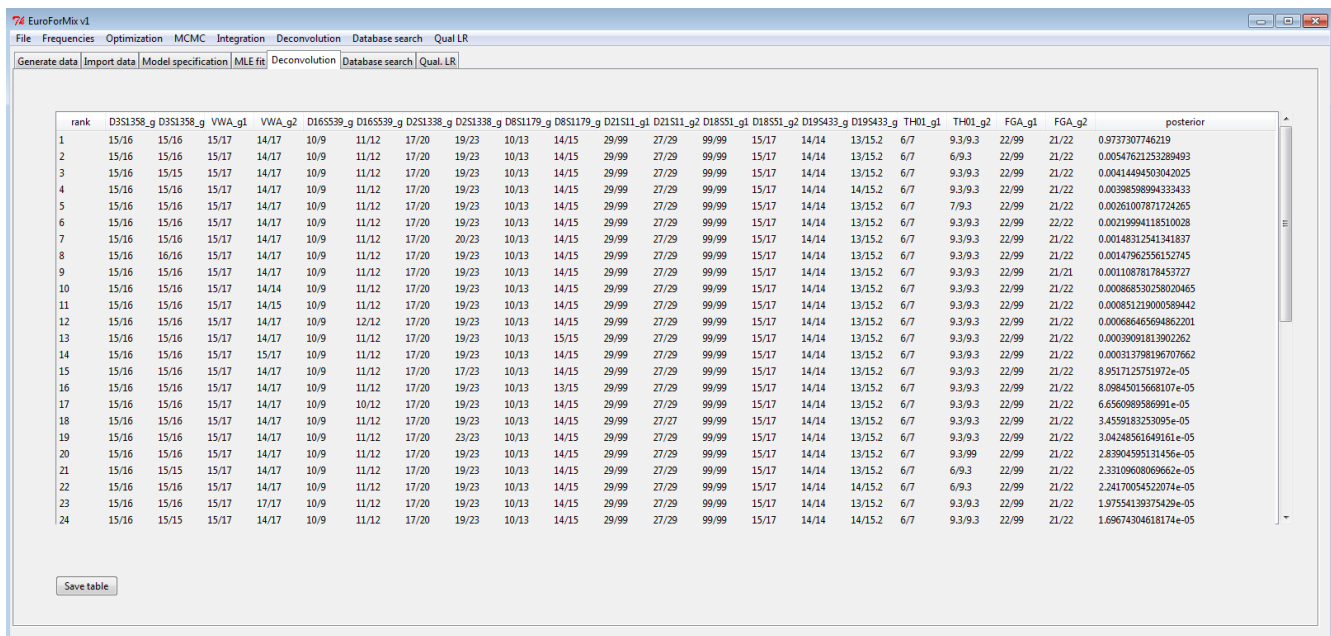 EuroForMix v1
File Frequencies Optimization MCMC Integration Deconvolution Database search Qual LR
Generate data Import data Model specification MLE fit Deconvolution Database search Qual. LR
rank D3S1358_g D3S1358_g VWA_g1 VWA_g2 D16S539_g D16S539_g D2S1338_g D2S1338_g D8S1179_g D8S1179_g D21S11_g1 D21S11_g2 D18S51_g1 D18S51_g2 D19S433_g D19S433_g TH01_g1 TH01_g2 FGA_g1 FGA_g2 posterior
1 15/16 15/16 15/17 14/17 10/9 11/12 17/20 19/23 10/13 14/15 29/99 27/29 99/99 15/17 14/14 13/15.2 6/7 9.3/9.3 22/99 21/22 0.9737307746219
2 15/16 15/16 15/17 14/17 10/9 11/12 17/20 19/23 10/13 14/15 29/99 27/29 99/99 15/17 14/14 13/15.2 6/7 6/9.3 22/99 21/22 0.00547621253289493
3 15/16 15/15 15/17 14/17 10/9 11/12 17/20 19/23 10/13 14/15 29/99 27/29 99/99 15/17 14/14 13/15.2 6/7 9.3/9.3 22/99 21/22 0.00414494503042025
4 15/16 15/16 15/17 14/17 10/9 11/12 17/20 19/23 10/13 14/15 29/99 27/29 99/99 15/17 14/14 14/15.2 6/7 9.3/9.3 22/99 21/22 0.00398598994333433
5 15/16 15/16 15/17 14/17 10/9 11/12 17/20 19/23 10/13 14/15 29/99 27/29 99/99 15/17 14/14 13/15.2 6/7 7/9.3 22/99 21/22 0.00261007871724265
6 15/16 15/16 15/17 14/17 10/9 11/12 17/20 19/23 10/13 14/15 29/99 27/29 99/99 15/17 14/14 13/15.2 6/7 9.3/9.3 22/99 22/22 0.00219994118510028
7 15/16 15/16 15/17 14/17 10/9 11/12 17/20 20/23 10/13 14/15 29/99 27/29 99/99 15/17 14/14 13/15.2 6/7 9.3/9.3 22/99 21/22 0.00148312541341837
8 15/16 16/16 15/17 14/17 10/9 11/12 17/20 19/23 10/13 14/15 29/99 27/29 99/99 15/17 14/14 13/15.2 6/7 9.3/9.3 22/99 21/22 0.00147962556152745
9 15/16 15/16 15/17 14/17 10/9 11/12 17/20 19/23 10/13 14/15 29/99 27/29 99/99 15/17 14/14 13/15.2 6/7 9.3/9.3 22/99 21/21 0.00110878178453727
10 15/16 15/16 15/17 14/14 10/9 11/12 17/20 19/23 10/13 14/15 29/99 27/29 99/99 15/17 14/14 13/15.2 6/7 9.3/9.3 22/99 21/22 0.000868530258020465
11 15/16 15/16 15/17 14/15 10/9 11/12 17/20 19/23 10/13 14/15 29/99 27/29 99/99 15/17 14/14 13/15.2 6/7 9.3/9.3 22/99 21/22 0.000851219000589442
12 15/16 15/16 15/17 14/17 10/9 12/12 17/20 19/23 10/13 14/15 29/99 27/29 99/99 15/17 14/14 13/15.2 6/7 9.3/9.3 22/99 21/22 0.000686465694862201
13 15/16 15/16 15/17 14/17 10/9 11/12 17/20 19/23 10/13 15/15 29/99 27/29 99/99 15/17 14/14 13/15.2 6/7 9.3/9.3 22/99 21/22 0.00039091813902262
14 15/16 15/16 15/17 15/17 10/9 11/12 17/20 19/23 10/13 14/15 29/99 27/29 99/99 15/17 14/14 13/15.2 6/7 9.3/9.3 22/99 21/22 0.000313798196707662
15 15/16 15/16 15/17 14/17 10/9 11/12 17/20 17/23 10/13 14/15 29/99 27/29 99/99 15/17 14/14 13/15.2 6/7 9.3/9.3 22/99 21/22 8.9517125751972e-05
16 15/16 15/16 15/17 14/17 10/9 11/12 17/20 19/23 10/13 13/15 29/99 27/29 99/99 15/17 14/14 13/15.2 6/7 9.3/9.3 22/99 21/22 8.09845015668107e-05
17 15/16 15/16 15/17 14/17 10/9 10/12 17/20 19/23 10/13 14/15 29/99 27/29 99/99 15/17 14/14 13/15.2 6/7 9.3/9.3 22/99 21/22 6.6560989586991e-05
18 15/16 15/16 15/17 14/17 10/9 11/12 17/20 19/23 10/13 14/15 29/99 27/27 99/99 15/17 14/14 13/15.2 6/7 9.3/9.3 22/99 21/22 3.4559183253095e-05
19 15/16 15/16 15/17 14/17 10/9 11/12 17/20 23/23 10/13 14/15 29/99 27/29 99/99 15/17 14/14 13/15.2 6/7 9.3/9.3 22/99 21/22 3.04248561649161e-05
20 15/16 15/16 15/17 14/17 10/9 11/12 17/20 19/23 10/13 14/15 29/99 27/29 99/99 15/17 14/14 13/15.2 6/7 9.3/99 22/99 21/22 2.83904595131456e-05
21 15/16 15/15 15/17 14/17 10/9 11/12 17/20 19/23 10/13 14/15 29/99 27/29 99/99 15/17 14/14 13/15.2 6/7 6/9.3 22/99 21/22 2.33109608069662e-05
22 15/16 15/16 15/17 14/17 10/9 11/12 17/20 19/23 10/13 14/15 29/99 27/29 99/99 15/17 14/14 14/15.2 6/7 6/9.3 22/99 21/22 2.24170054522074e-05
23 15/16 15/16 15/17 17/17 10/9 11/12 17/20 19/23 10/13 14/15 29/99 27/29 99/99 15/17 14/14 13/15.2 6/7 9.3/9.3 22/99 21/22 1.97554139375429e-05
24 15/16 15/15 15/17 14/17 10/9 11/12 17/20 19/23 10/13 14/15 29/99 27/29 99/99 15/17 14/14 14/15.2 6/7 9.3/9.3 22/99 21/22 1.69674304618174e-05
Save table